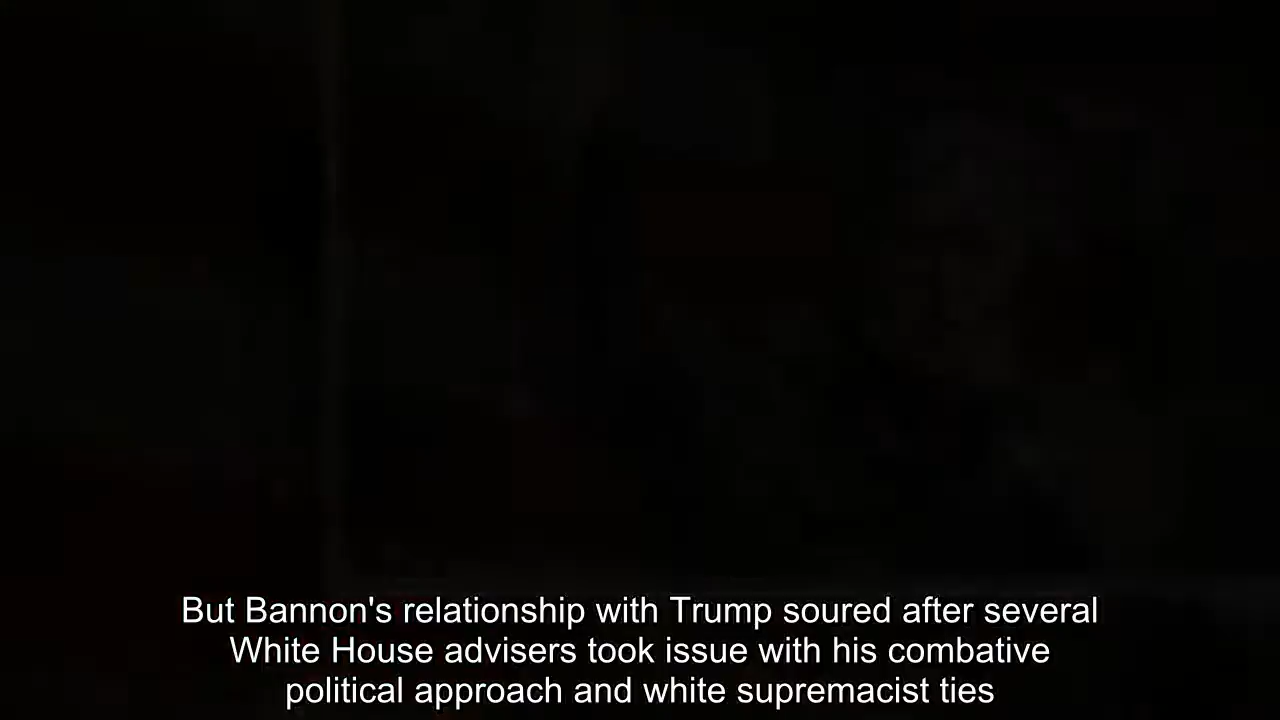 But Bannon's relationship with Trump soured after several
White House advisers took issue with his combative
political approach and white supremacist ties